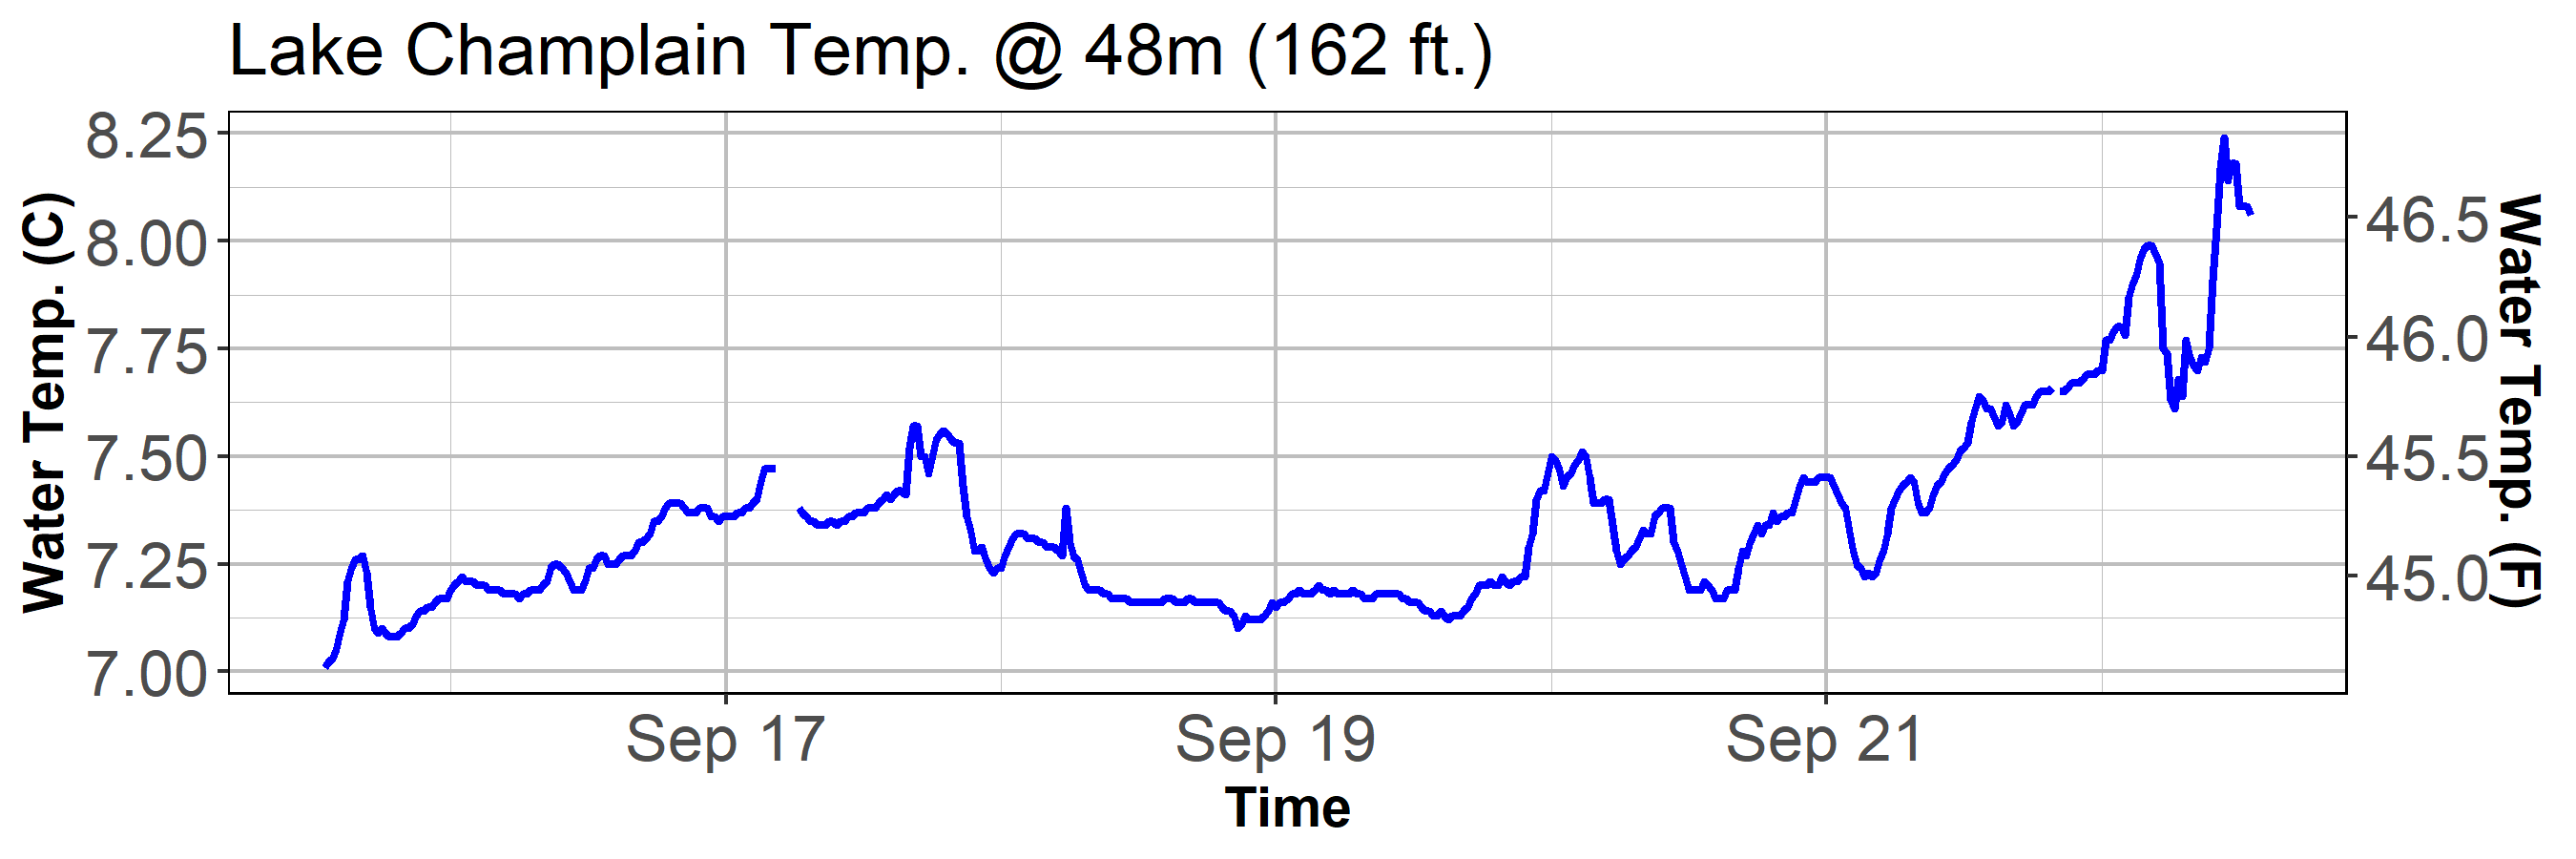 Lake Champlain Temp. @ 48m (162 ft.)
Water Temp. (C)
8.25
8.00
7.75
7.50
7.25
7.00
46.5
46.0
45.5
45.0
Water Temp. (F)
Sep 17
Sep 19
Sep 21
Time